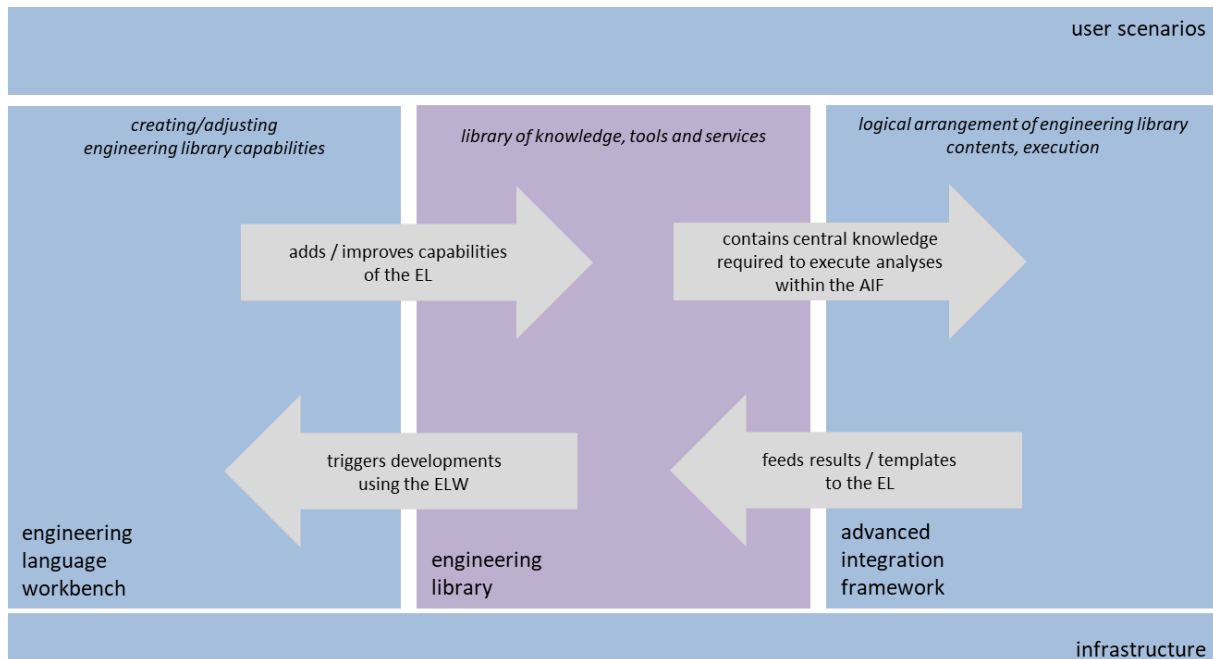 user scenarios
creating/adjusting
engineering library capabilities
library of knowledge, tools and services
logical arrangement of engineering library
contents, execution
adds / improves capabilities
of the EL
contains central knowledge
required to execute analyses
within the AIF
triggers developments
using the ELW
feeds results / templates
to the EL
engineering
language
workbench
engineering
library
advanced
integration
framework
infrastructure